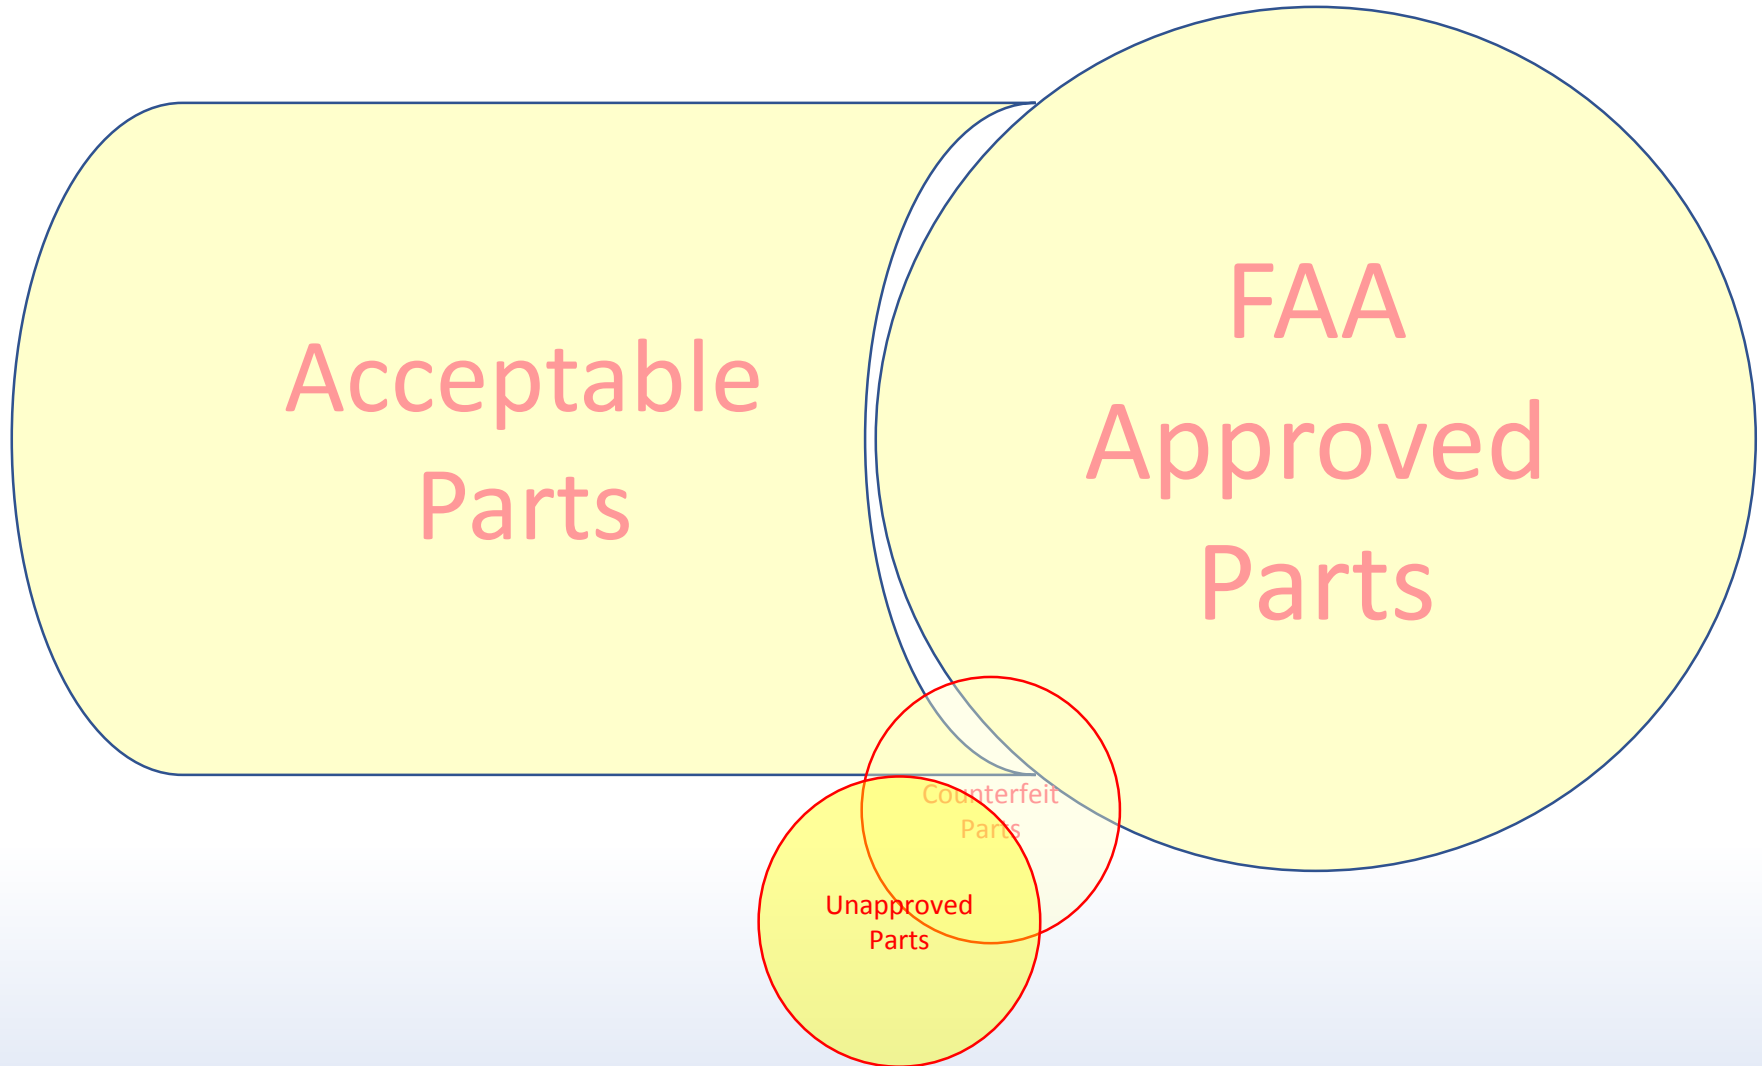 Acceptable
Parts
FAA
Approved
Parts
Counterfeit
Parts
Unapproved
Parts